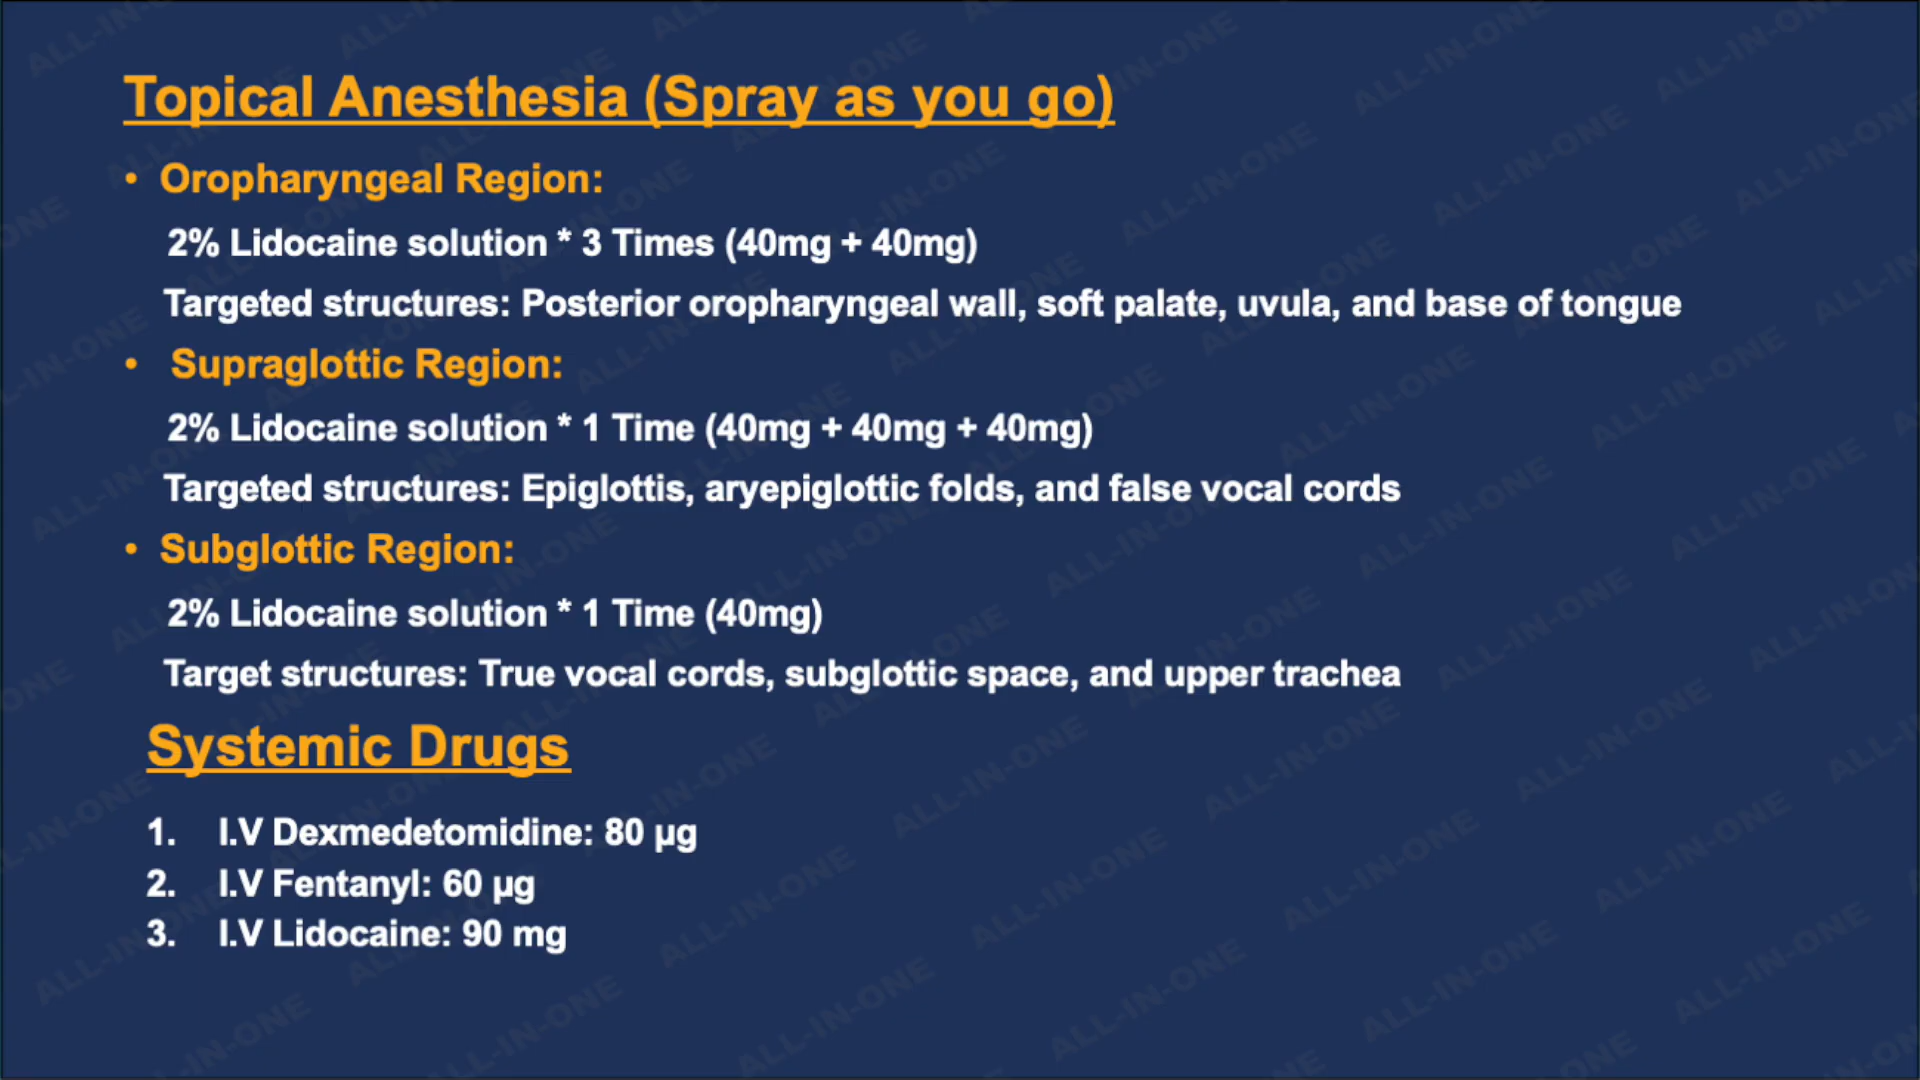 Topical Anesthesia (Spray as you go)
• Oropharyngeal Region:
2% Lidocaine solution * 3 Times (40mg + 40mg)
Targeted structures: Posterior oropharyngeal wall, soft palate, uvula, and base of tongue
• Supraglottic Region:
2% Lidocaine solution * 1 Time (40mg + 40mg + 40mg)
Targeted structures: Epiglottis, aryepiglottic folds, and false vocal cords
• Subglottic Region:
2% Lidocaine solution * 1 Time (40mg)
Target structures: True vocal cords, subglottic space, and upper trachea
Systemic Drugs
1. I.V Dexmedetomidine: 80 µg
2. I.V Fentanyl: 60 µg
3. I.V Lidocaine: 90 mg
ALL-IN-ONE